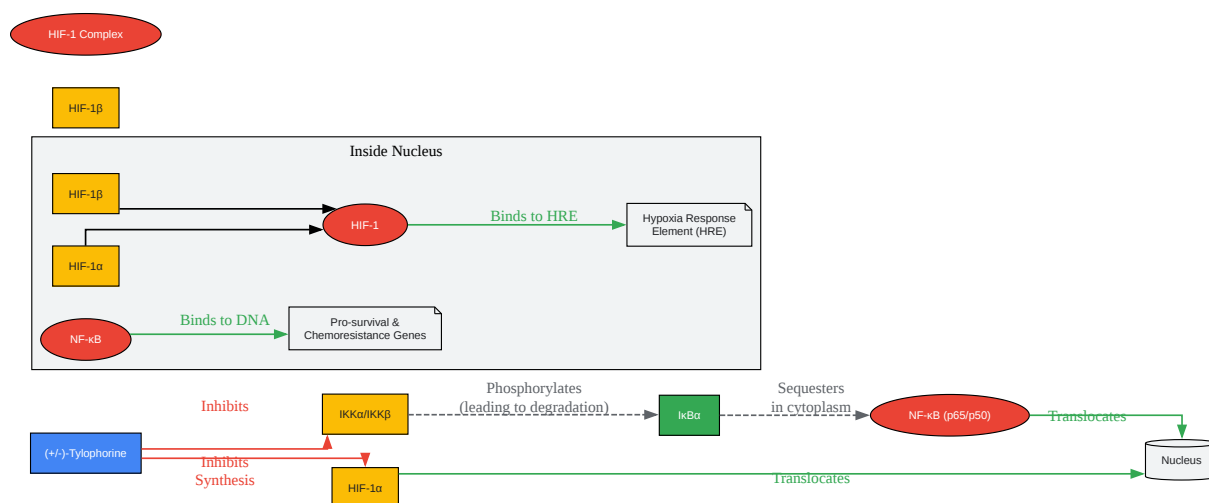 HIF-1 Complex
HIF-1β
Inside Nucleus
HIF-1β
HIF-1
Binds to HRE
Hypoxia Response
Element (HRE)
HIF-1α
NF-κB
Binds to DNA
Pro-survival &
Chemoresistance Genes
(+/-)-Tylophorine
Inhibits
IKKα/IKKβ
Phosphorylates
(leading to degradation)
IκBα
Sequesters
in cytoplasm
NF-κB (p65/p50)
Translocates
Nucleus
Inhibits
Synthesis
HIF-1α
Translocates